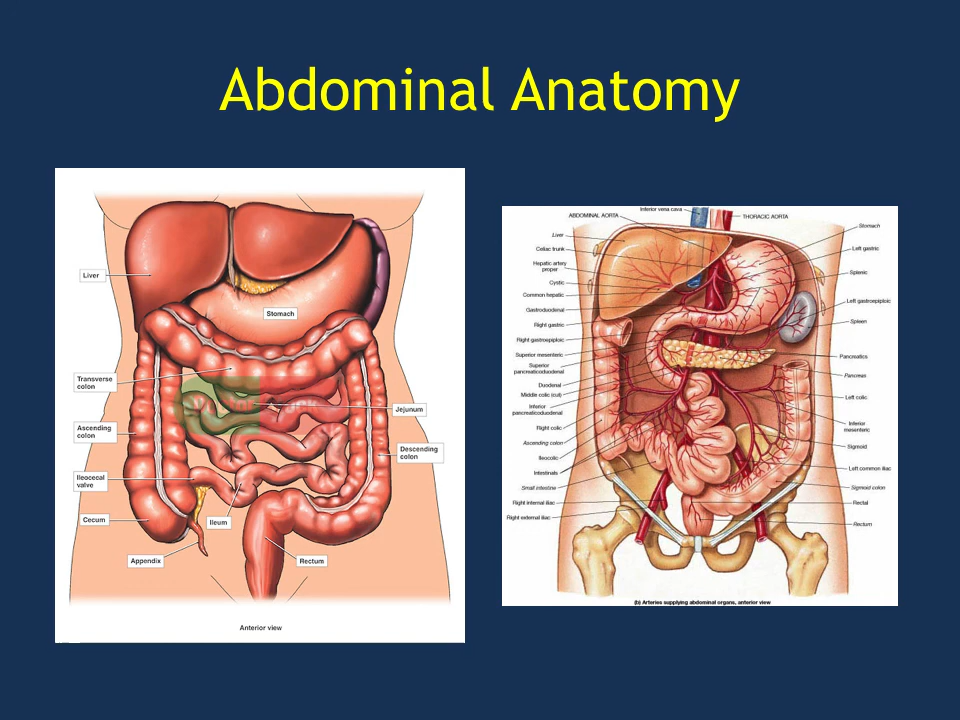 Abdominal Anatomy
Liver
Stomach
Transverse
colon
Jejunum
Ascending
colon
Descending
colon
Ileocecal
valve
Cecum
Ileum
Appendix
Rectum
Anterior view
Inferior vena cava
ABDOMINAL AORTA
THORACIC AORTA
Liver
Celiac trunk
Hepatic artery
proper
Cystic
Common hepatic
Gastroduodenal
Right gastric
Right gastroepiploic
Superior mesenteric
Superior
pancreaticoduodenal
Duodenal
Middle colic (cut)
Inferior
pancreaticoduodenal
Right colic
Ascending colon
Ileocolic
Intestinals
Small intestine
Right internal iliac
Right external iliac
Stomach
Left gastric
Splenic
Left gastroepiploic
Spleen
Pancreatics
Pancreas
Left colic
Inferior
mesenteric
Sigmoid
Left common iliac
Sigmoid colon
Rectal
Rectum
(b) Arteries supplying abdominal organs, anterior view